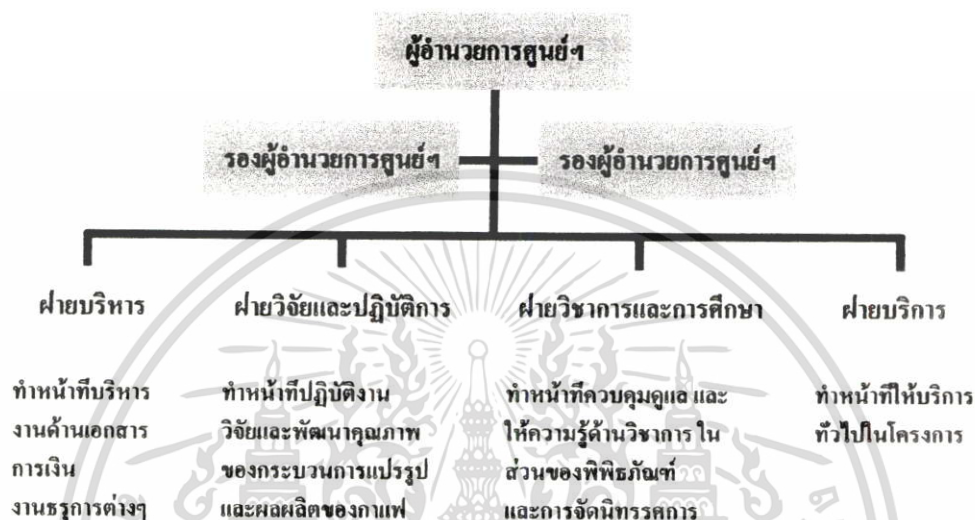 ผู้อำนวยการศูนย์ฯ
รองผู้อำนวยการศูนย์ฯ
รองผู้อำนวยการศูนย์ฯ
ฝ่ายบริหาร
ทำหน้าที่บริหาร
งานด้านเอกสาร
การเงิน
งานธุรการต่างๆ
ฝ่ายวิจัยและปฏิบัติการ
ทำหน้าที่ปฏิบัติงาน
วิจัยและพัฒนาคุณภาพ
ของกระบวนการแปรรูป
และผลผลิตของกาแฟ
ฝ่ายวิชาการและการศึกษา
ทำหน้าที่ควบคุมดูแล และ
ให้ความรู้ด้านวิชาการ ใน
ส่วนของพิพิธภัณฑ์
และการจัดนิทรรศการ
ฝ่ายบริการ
ทำหน้าที่ให้บริการ
ทั่วไปในโครงการ